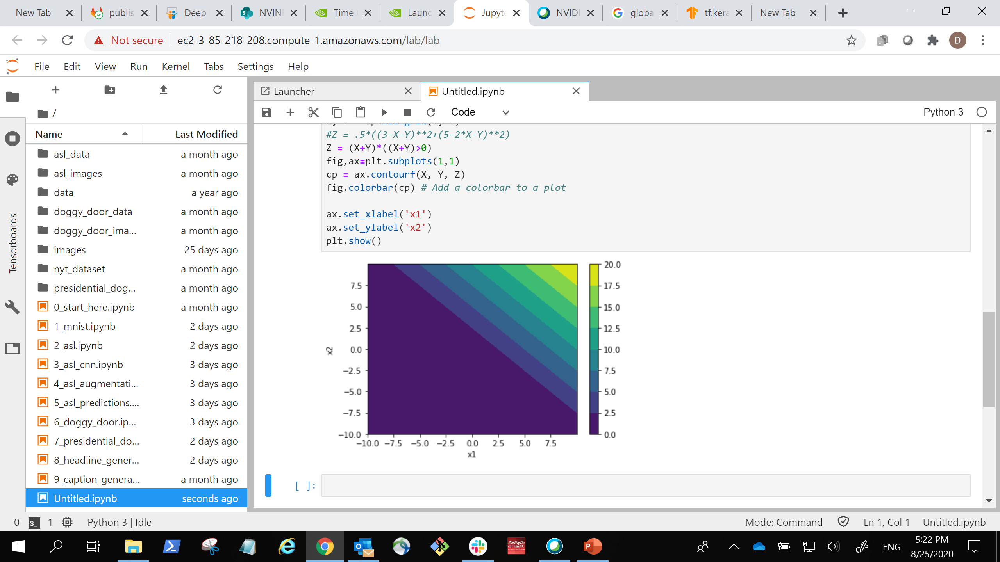 New Tab publis Deep NVIN Time Launc Jupyte NVIDI globa tf.kera New Tab
Not secure ec2-3-85-218-208.compute-1.amazonaws.com/lab/lab D
File Edit View Run Kernel Tabs Settings Help
Launcher Untitled.ipynb
/
Code Python 3
Name Last Modified
asl_data a month ago
asl_images a month ago
data a year ago
doggy_door_data a month ago
doggy_door_ima... a month ago
images 25 days ago
nyt_dataset a month ago
presidential_dog... a month ago
0_start_here.ipynb a month ago
1_mnist.ipynb 2 days ago
2_asl.ipynb 2 days ago
3_asl_cnn.ipynb 3 days ago
4_asl_augmentati... 3 days ago
5_asl_predictions.... 3 days ago
6_doggy_door.ip... 3 days ago
7_presidential_do... 2 days ago
8_headline_gener... 2 days ago
9_caption_genera... a month ago
Untitled.ipynb seconds ago
Tensorboards
#Z = .5*((3-X-Y)**2+(5-2*X-Y)**2)
Z = (X+Y)*((X+Y)>0)
fig,ax=plt.subplots(1,1)
cp = ax.contourf(X, Y, Z)
fig.colorbar(cp) # Add a colorbar to a plot
ax.set_xlabel('x1')
ax.set_ylabel('x2')
plt.show()
20.0
7.5 17.5
5.0 15.0
2.5 12.5
x2
0.0 10.0
−2.5 7.5
−5.0 5.0
−7.5 2.5
−10.0 0.0
−10.0 −7.5 −5.0 −2.5 0.0 2.5 5.0 7.5
x1
[ ]:
0 $_ 1 Python 3 | Idle Mode: Command Ln 1, Col 1 Untitled.ipynb
AVAYA
one-X
ENG
5:22 PM
8/25/2020